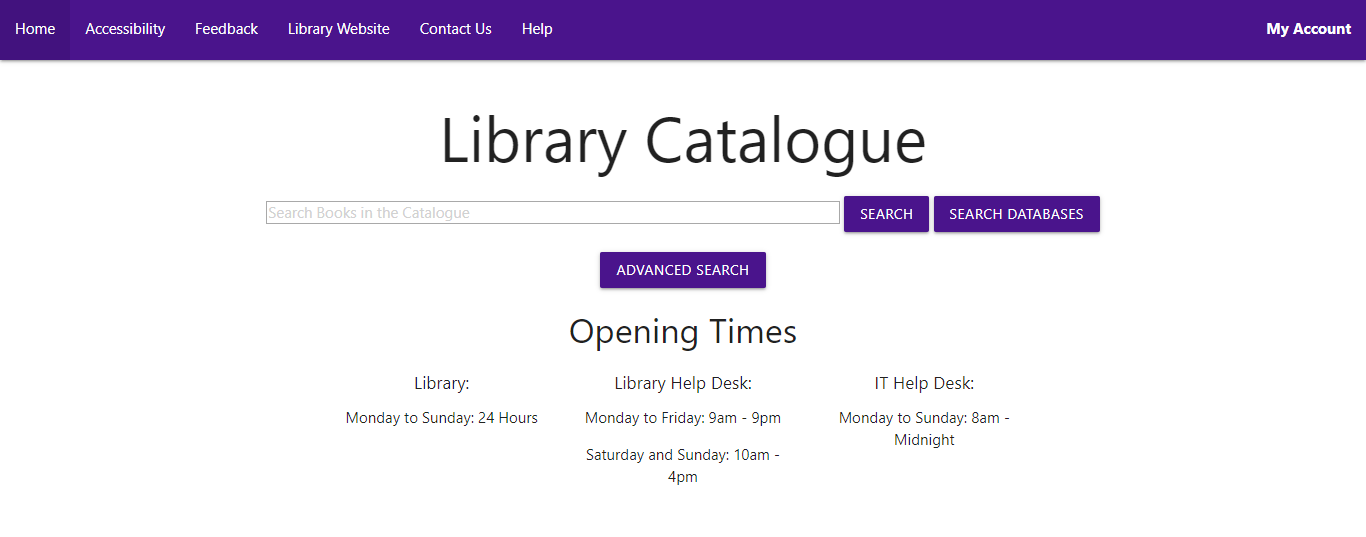 Home Accessibility Feedback Library Website Contact Us Help My Account
Library Catalogue
Search Books in the Catalogue SEARCH SEARCH DATABASES
ADVANCED SEARCH
Opening Times
Library:
Monday to Sunday: 24 Hours
Library Help Desk:
Monday to Friday: 9am - 9pm
Saturday and Sunday: 10am -
4pm
IT Help Desk:
Monday to Sunday: 8am -
Midnight